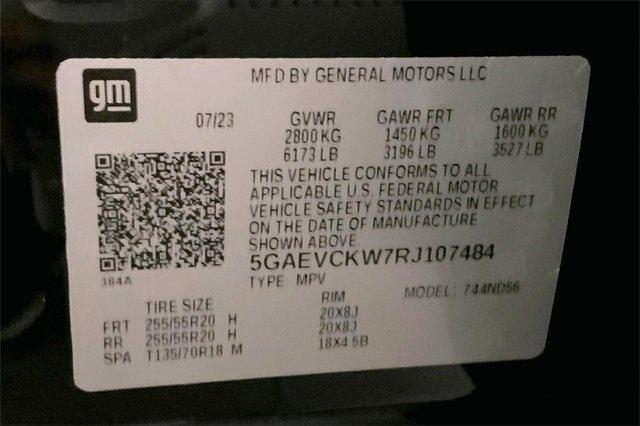 gm
MFD BY GENERAL MOTORS LLC
07/23 GVWR GAWR FRT GAWR RR
2800 KG 1450 KG 1600 KG
6173 LB 3196 LB 3527 LB
THIS VEHICLE CONFORMS TO ALL
APPLICABLE U.S. FEDERAL MOTOR
VEHICLE SAFETY STANDARDS IN EFFECT
ON THE DATE OF MANUFACTURE
SHOWN ABOVE.
5GAEVCKW7RJ107484
384A
TYPE: MPV MODEL: 744ND56
TIRE SIZE RIM
FRT 255/55R20 H 20X8J
RR 255/55R20 H 20X8J
SPA T135/70R18 M 18X4.5B